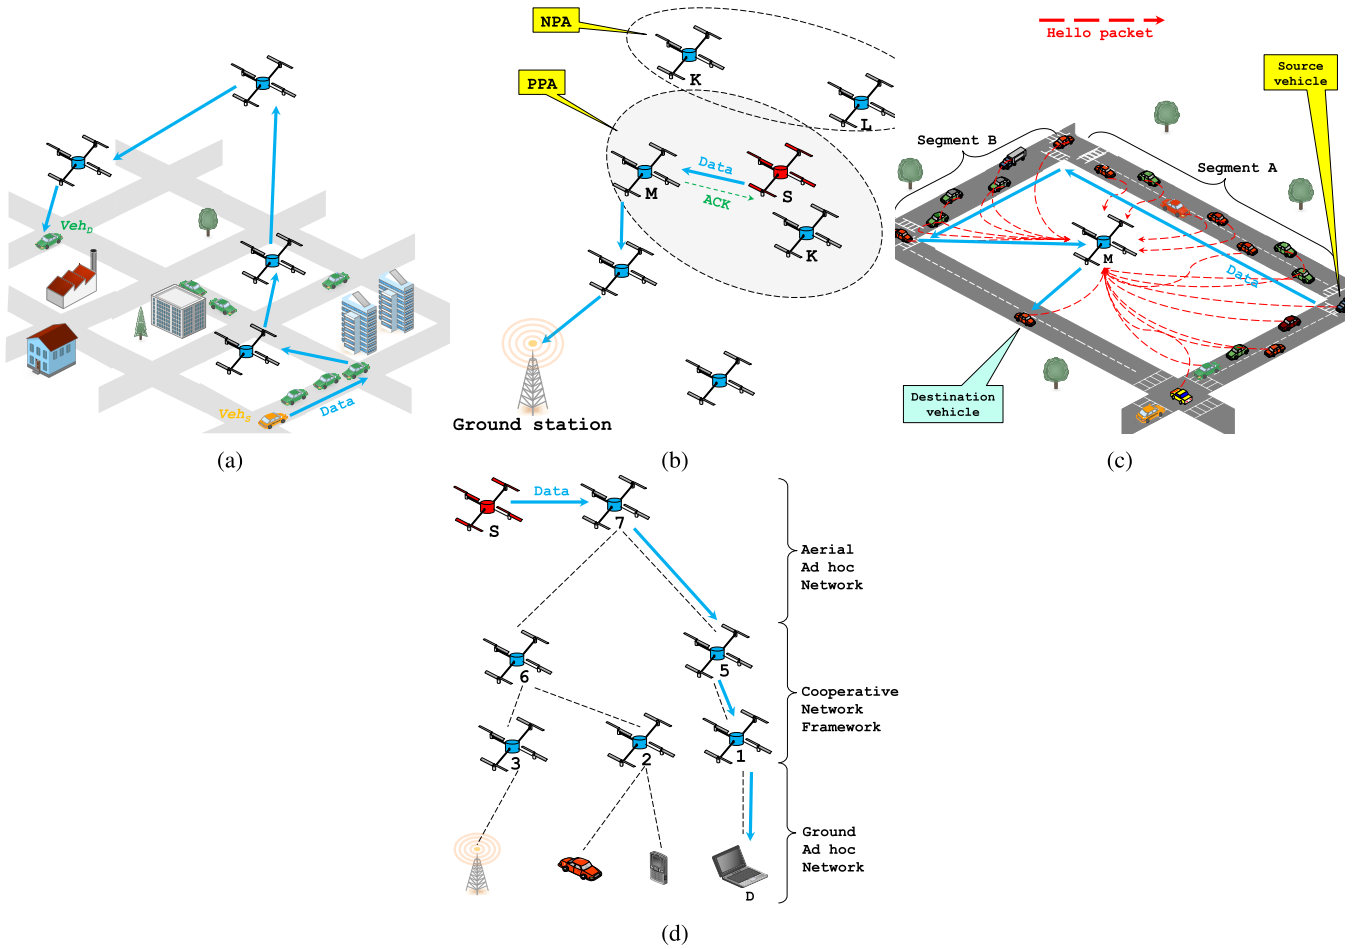 Veh_D
Veh_S
Data
(a)
NPA
K
L
PPA
M
Data
ACK
S
K
Ground station
(b)
Hello packet
Source
vehicle
Segment B
Segment A
M
Data
Destination
vehicle
(c)
S
Data
7
Aerial
Ad hoc
Network
6
5
Cooperative
Network
Framework
3
2
1
Ground
Ad hoc
Network
D
(d)